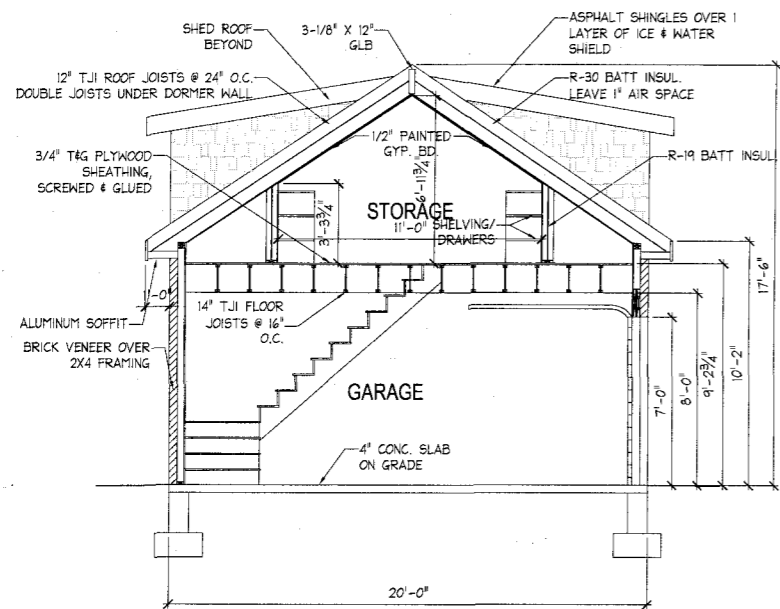 SHED ROOF
BEYOND
3-1/8" X 12"
GLB
ASPHALT SHINGLES OVER 1
LAYER OF ICE & WATER
SHIELD
12" TJI ROOF JOISTS @ 24" O.C.
DOUBLE JOISTS UNDER DORMER WALL
R-30 BATT INSUL.
LEAVE 1" AIR SPACE
3/4" T&G PLYWOOD
SHEATHING,
SCREWED & GLUED
1/2" PAINTED
GYP. BD.
R-19 BATT INSUL
6'-11 3/4"
3'-3 3/4"
STORAGE
11'-0"
SHELVING/
DRAWERS
-0"
14" TJI FLOOR
JOISTS @ 16"
O.C.
ALUMINUM SOFFIT
BRICK VENEER OVER
2X4 FRAMING
GARAGE
4" CONC. SLAB
ON GRADE
7'-0"
8'-0"
9'-2 3/4"
10'-2"
17'-6"
20'-0"